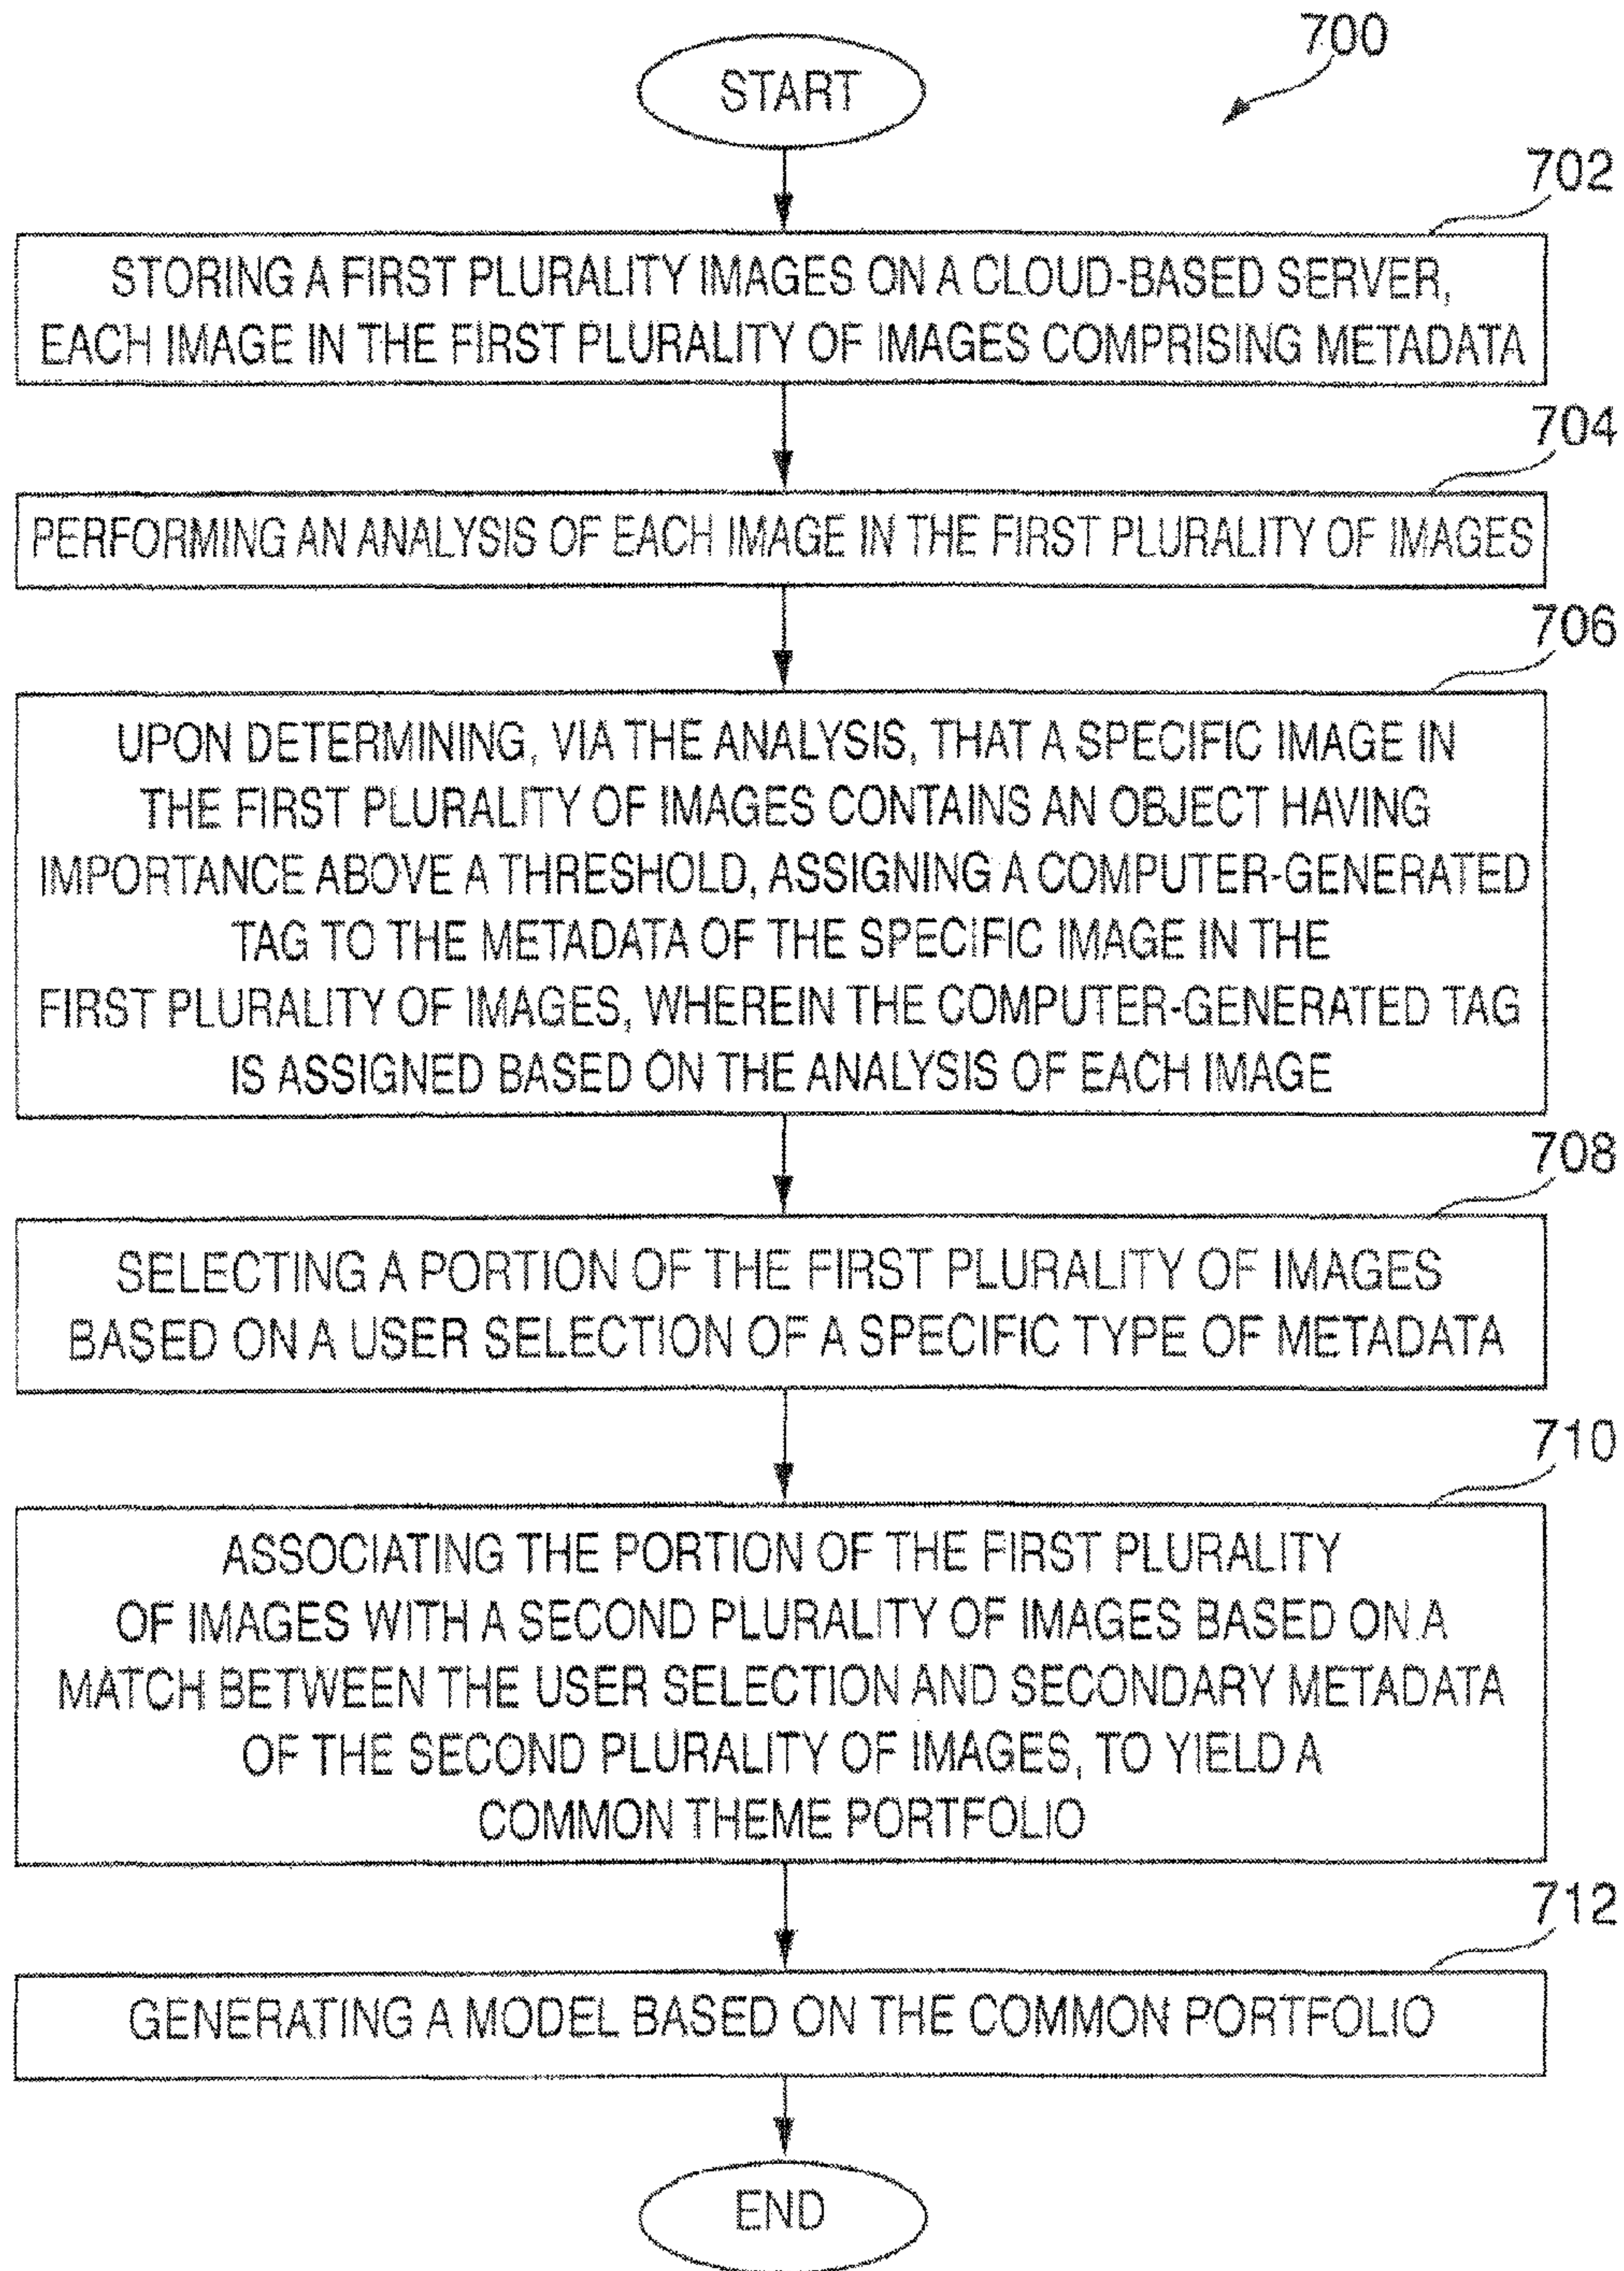 700
START
702
STORING A FIRST PLURALITY IMAGES ON A CLOUD-BASED SERVER,
EACH IMAGE IN THE FIRST PLURALITY OF IMAGES COMPRISING METADATA
704
PERFORMING AN ANALYSIS OF EACH IMAGE IN THE FIRST PLURALITY OF IMAGES
706
UPON DETERMINING, VIA THE ANALYSIS, THAT A SPECIFIC IMAGE IN
THE FIRST PLURALITY OF IMAGES CONTAINS AN OBJECT HAVING
IMPORTANCE ABOVE A THRESHOLD, ASSIGNING A COMPUTER-GENERATED
TAG TO THE METADATA OF THE SPECIFIC IMAGE IN THE
FIRST PLURALITY OF IMAGES, WHEREIN THE COMPUTER-GENERATED TAG
IS ASSIGNED BASED ON THE ANALYSIS OF EACH IMAGE
708
SELECTING A PORTION OF THE FIRST PLURALITY OF IMAGES
BASED ON A USER SELECTION OF A SPECIFIC TYPE OF METADATA
710
ASSOCIATING THE PORTION OF THE FIRST PLURALITY
OF IMAGES WITH A SECOND PLURALITY OF IMAGES BASED ON A
MATCH BETWEEN THE USER SELECTION AND SECONDARY METADATA
OF THE SECOND PLURALITY OF IMAGES, TO YIELD A
COMMON THEME PORTFOLIO
712
GENERATING A MODEL BASED ON THE COMMON PORTFOLIO
END